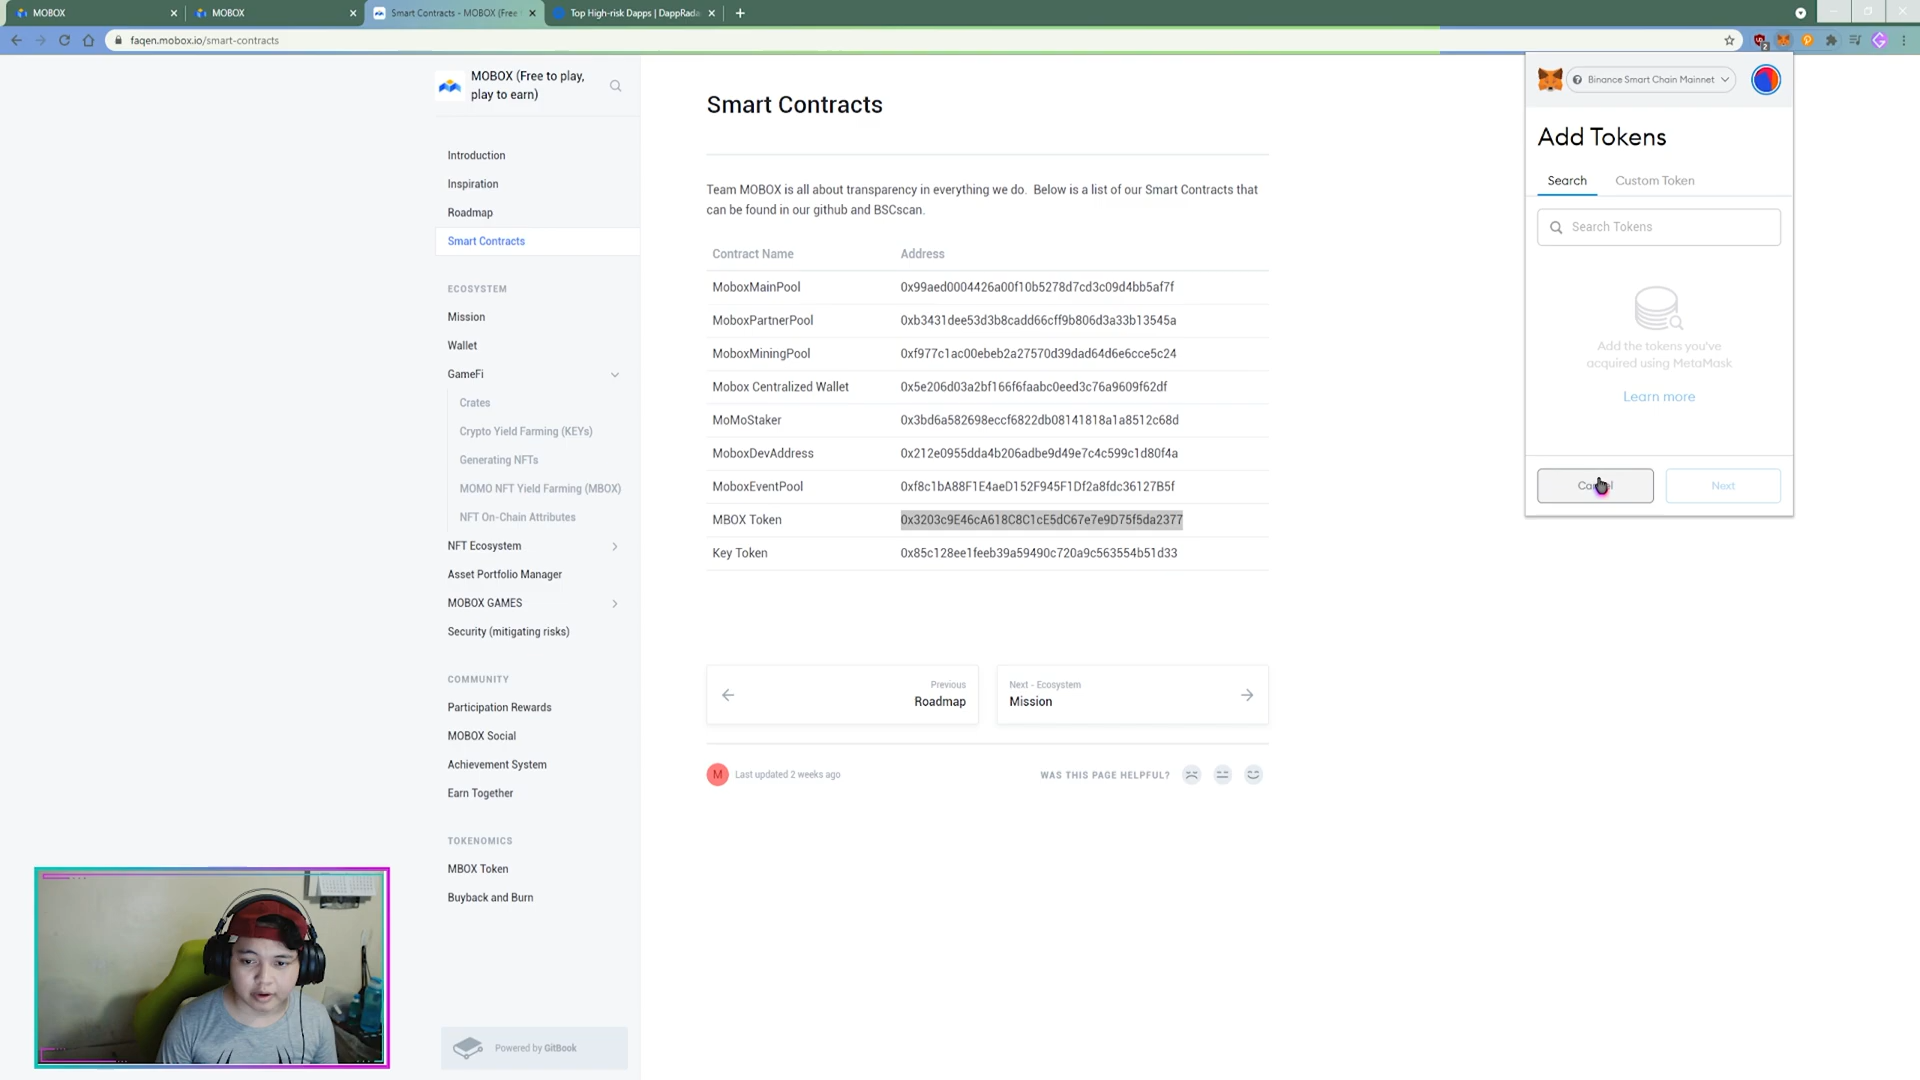 MOBOX
MOBOX
Smart Contracts - MOBOX (Free
Top High-risk Dapps | DappRada
faqen.mobox.io/smart-contracts
MOBOX (Free to play,
play to earn)
Introduction
Inspiration
Roadmap
Smart Contracts
ECOSYSTEM
Mission
Wallet
GameFi
Crates
Crypto Yield Farming (KEYs)
Generating NFTs
MOMO NFT Yield Farming (MBOX)
NFT On-Chain Attributes
NFT Ecosystem
Asset Portfolio Manager
MOBOX GAMES
Security (mitigating risks)
COMMUNITY
Participation Rewards
MOBOX Social
Achievement System
Earn Together
TOKENOMICS
MBOX Token
Buyback and Burn
Powered by GitBook
Smart Contracts
Team MOBOX is all about transparency in everything we do. Below is a list of our Smart Contracts that
can be found in our github and BSCscan.
Contract Name Address
MoboxMainPool 0x99aed0004426a00f10b5278d7cd3c09d4bb5af7f
MoboxPartnerPool 0xb3431dee53d3b8cadd66cff9b806d3a33b13545a
MoboxMiningPool 0xf977c1ac00ebeb2a27570d39dad64d6e6cce5c24
Mobox Centralized Wallet 0x5e206d03a2bf166f6faabc0eed3c76a9609f62df
MoMoStaker 0x3bd6a582698eccf6822db08141818a1a8512c68d
MoboxDevAddress 0x212e0955dda4b206adbe9d49e7c4c599c1d80f4a
MoboxEventPool 0xf8c1bA88F1E4aeD152F945F1Df2a8fdc36127B5f
MBOX Token 0x3203c9E46cA618C8C1cE5dC67e7e9D75f5da2377
Key Token 0x85c128ee1feeb39a59490c720a9c563554b51d33
Previous
Roadmap
Next - Ecosystem
Mission
M
Last updated 2 weeks ago
WAS THIS PAGE HELPFUL?
Binance Smart Chain Mainnet
Add Tokens
Search Custom Token
Search Tokens
Add the tokens you've
acquired using MetaMask
Learn more
Next